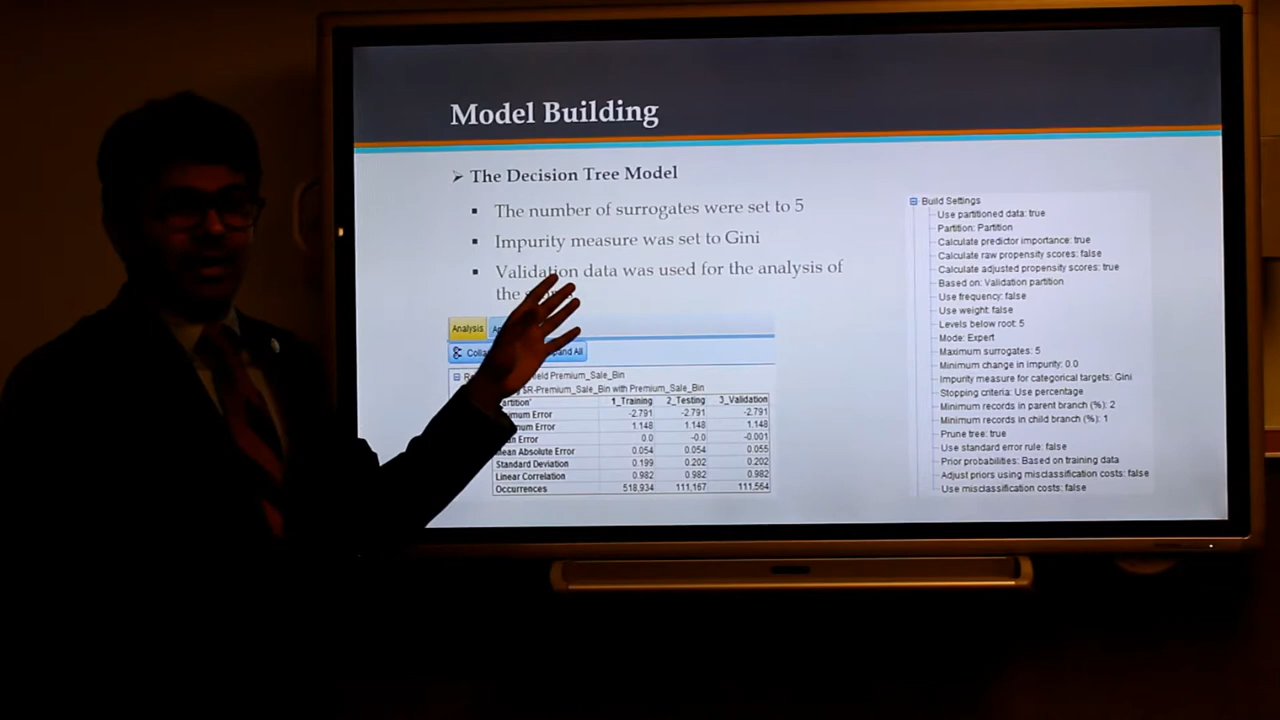 Model Building
➤ The Decision Tree Model
▪ The number of surrogates were set to 5
▪ Impurity measure was set to Gini
▪ Validation data was used for the analysis of
the
Analysis
All
Premium_Sale_Bin
$R-Premium_Sale_Bin with Premium_Sale_Bin
1_Training 2_Testing 3_Validation
Error -2.791 -2.791 -2.791
Error 1.148 1.148 1.148
Error 0.0 -0.0 -0.001
Mean Absolute Error 0.054 0.054 0.055
Standard Deviation 0.199 0.202 0.202
Linear Correlation 0.982 0.982 0.982
Occurrences 518,934 111,167 111,564
Build Settings
Use partitioned data: true
Partition: Partition
Calculate predictor importance: true
Calculate raw propensity scores: false
Calculate adjusted propensity scores: true
Based on: Validation partition
Use frequency: false
Use weight: false
Levels below root: 5
Mode: Expert
Maximum surrogates: 5
Minimum change in impurity: 0.0
Impurity measure for categorical targets: Gini
Stopping criteria: Use percentage
Minimum records in parent branch (%): 2
Minimum records in child branch (%): 1
Prune tree: true
Use standard error rule: false
Prior probabilities: Based on training data
Adjust priors using misclassification costs: false
Use misclassification costs: false